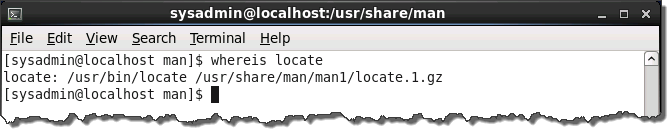 sysadmin@localhost:/usr/share/man
File Edit View Search Terminal Help
[sysadmin@localhost man]$ whereis locate
locate: /usr/bin/locate /usr/share/man/man1/locate.1.gz
[sysadmin@localhost man]$